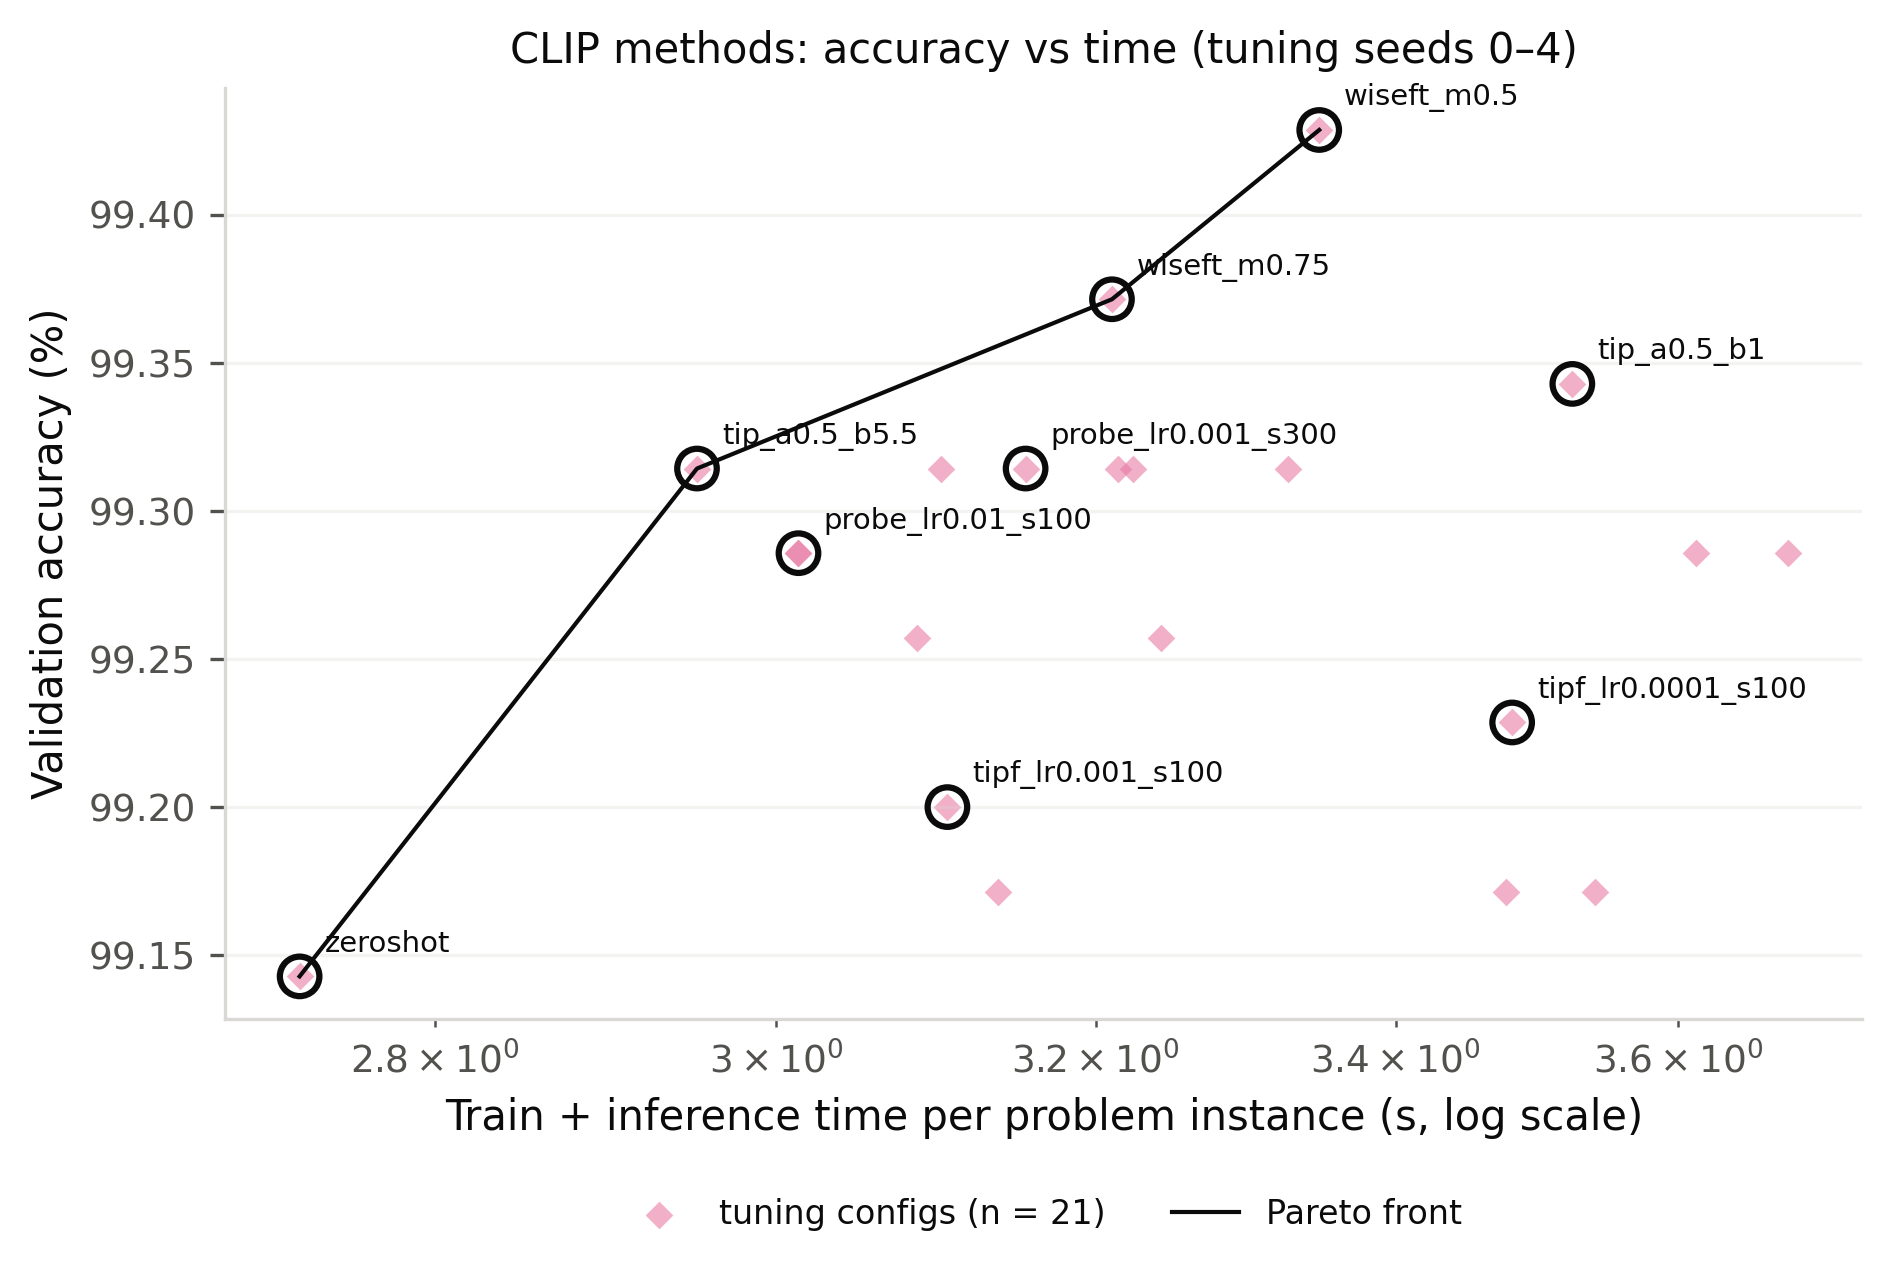 CLIP methods: accuracy vs time (tuning seeds 0–4)
wiseft_m0.5
99.40
wiseft_m0.75
99.35
tip_a0.5_b1
tip_a0.5_b5.5
probe_lr0.001_s300
99.30
probe_lr0.01_s100
99.25
tipf_lr0.0001_s100
tipf_lr0.001_s100
99.20
zeroshot
99.15
Validation accuracy (%)
2.8 × 10⁰ 3 × 10⁰ 3.2 × 10⁰ 3.4 × 10⁰ 3.6 × 10⁰
Train + inference time per problem instance (s, log scale)
tuning configs (n = 21) Pareto front